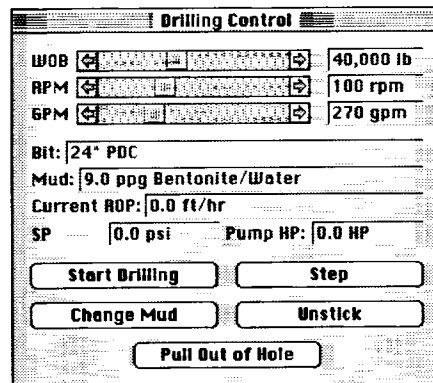 Drilling Control
WOB 40,000 lb
RPM 100 rpm
GPM 270 gpm
Bit: 24" PDC
Mud: 9.0 ppg Bentonite/Water
Current ROP: 0.0 ft/hr
SP 0.0 psi Pump HP: 0.0 HP
Start Drilling Step
Change Mud Unstick
Pull Out of Hole